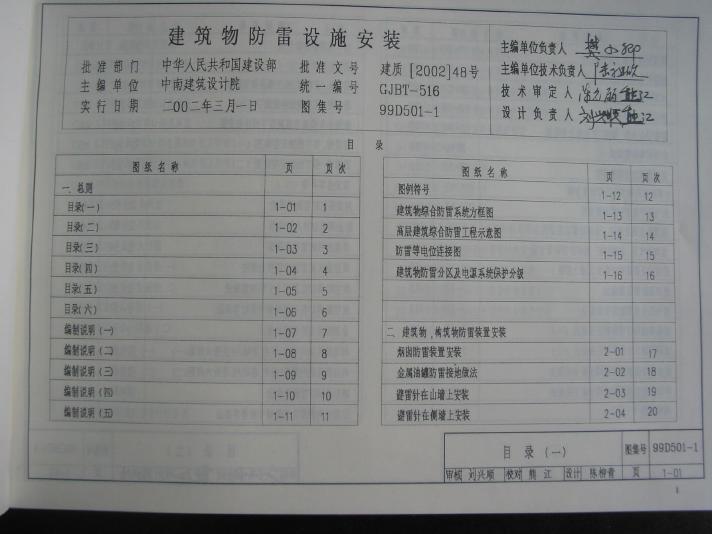 建筑物防雷设施安装
批准部门 中华人民共和国建设部 批准文号 建质[2002]48号
主编单位 中南建筑设计院 统一编号 GJBT-516
实行日期 二00二年三月一日 图集号 99D501-1
主编单位负责人
主编单位技术负责人
技术审定人
设计负责人
目 录
图纸名称 页 页次
一. 总则
目录(一) 1-01 1
目录(二) 1-02 2
目录(三) 1-03 3
目录(四) 1-04 4
目录(五) 1-05 5
目录(六) 1-06 6
编制说明(一) 1-07 7
编制说明(二) 1-08 8
编制说明(三) 1-09 9
编制说明(四) 1-10 10
编制说明(五) 1-11 11
图纸名称 页 页次
图例符号 1-12 12
建筑物综合防雷系统方框图 1-13 13
高层建筑综合防雷工程示意图 1-14 14
防雷等电位连接图 1-15 15
建筑物防雷分区及电源系统保护分级 1-16 16
二. 建筑物,构筑物防雷装置安装
烟囱防雷装置安装 2-01 17
金属油罐防雷接地做法 2-02 18
避雷针在山墙上安装 2-03 19
避雷针在侧墙上安装 2-04 20
目 录 (一) 图集号 99D501-1
审核 刘兴顺 校对 熊 江 设计 陈柳青 页 1-01